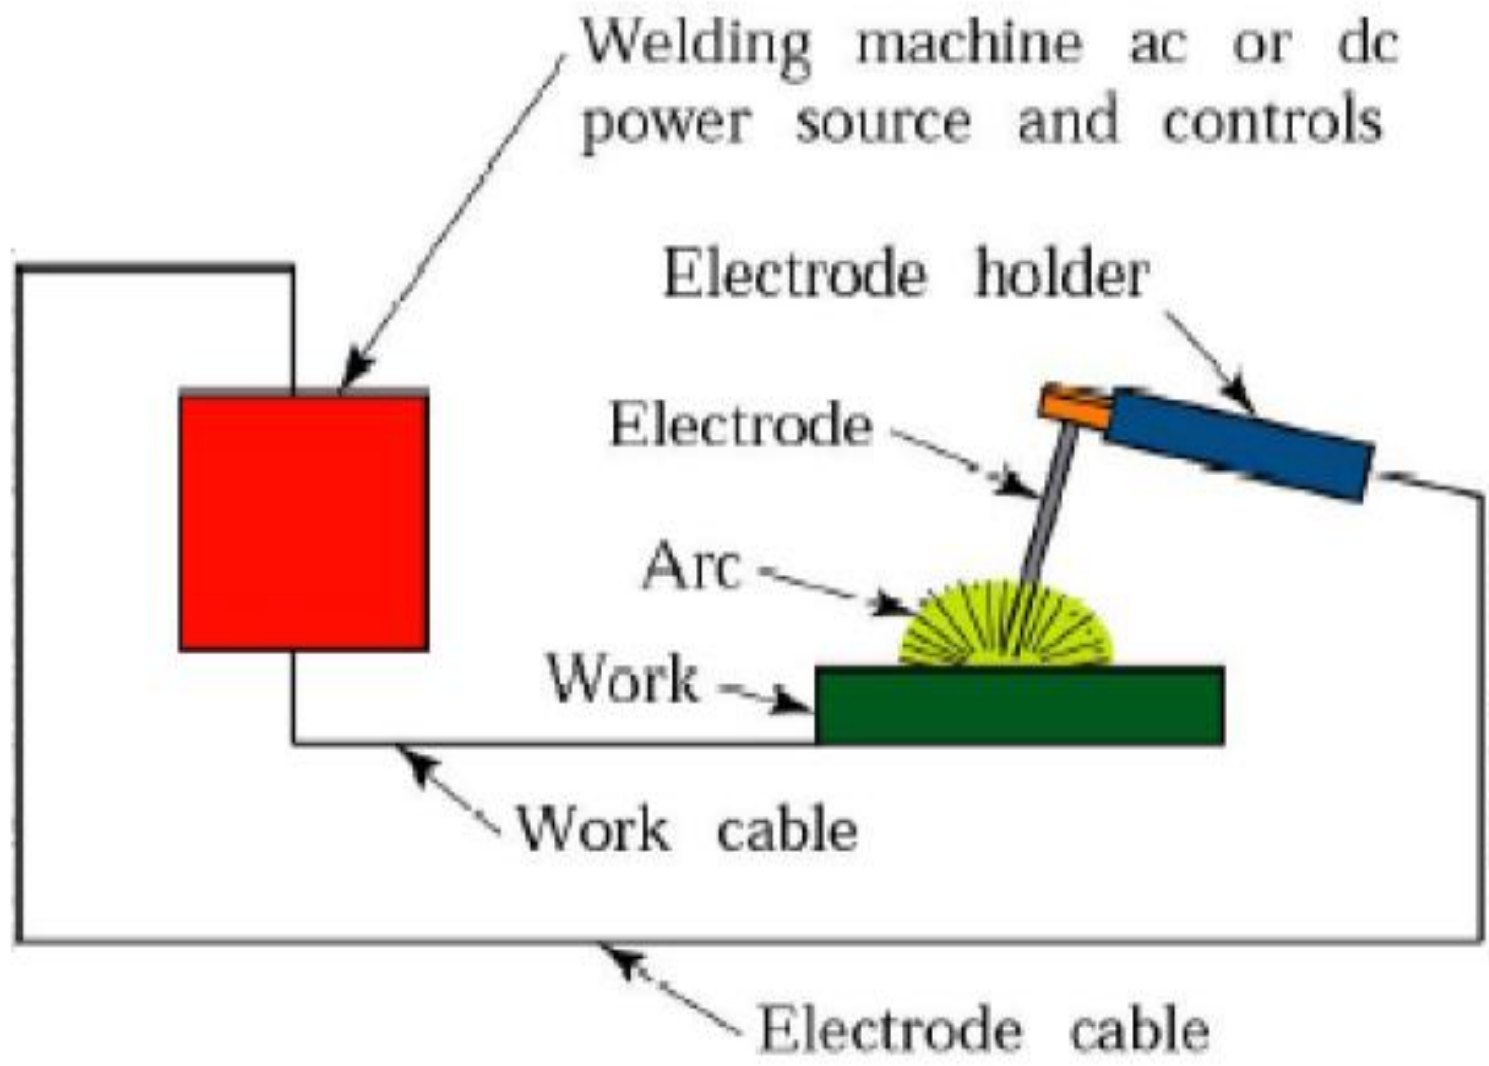 Welding machine ac or dc
power source and controls
Electrode holder
Electrode
Arc
Work
Work cable
Electrode cable